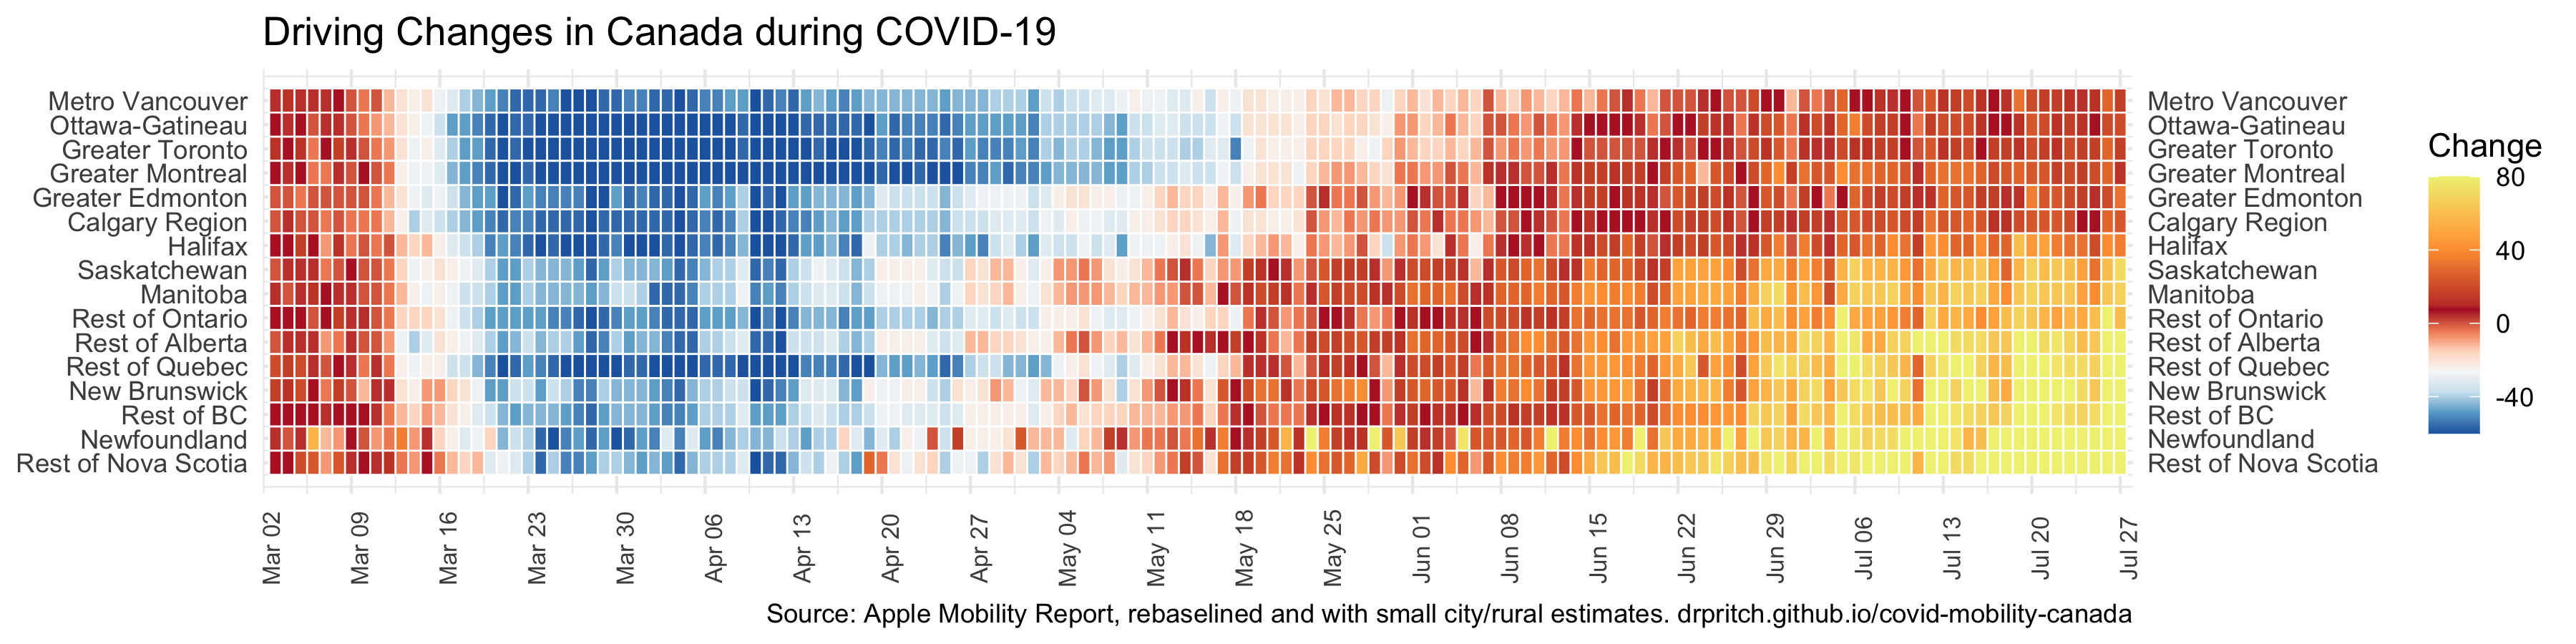 Driving Changes in Canada during COVID-19
Metro Vancouver
Ottawa-Gatineau
Greater Toronto
Greater Montreal
Greater Edmonton
Calgary Region
Halifax
Saskatchewan
Manitoba
Rest of Ontario
Rest of Alberta
Rest of Quebec
New Brunswick
Rest of BC
Newfoundland
Rest of Nova Scotia
Metro Vancouver
Ottawa-Gatineau
Greater Toronto
Greater Montreal
Greater Edmonton
Calgary Region
Halifax
Saskatchewan
Manitoba
Rest of Ontario
Rest of Alberta
Rest of Quebec
New Brunswick
Rest of BC
Newfoundland
Rest of Nova Scotia
Change
80
40
0
-40
Mar 02
Mar 09
Mar 16
Mar 23
Mar 30
Apr 06
Apr 13
Apr 20
Apr 27
May 04
May 11
May 18
May 25
Jun 01
Jun 08
Jun 15
Jun 22
Jun 29
Jul 06
Jul 13
Jul 20
Jul 27
Source: Apple Mobility Report, rebaselined and with small city/rural estimates. drpritch.github.io/covid-mobility-canada